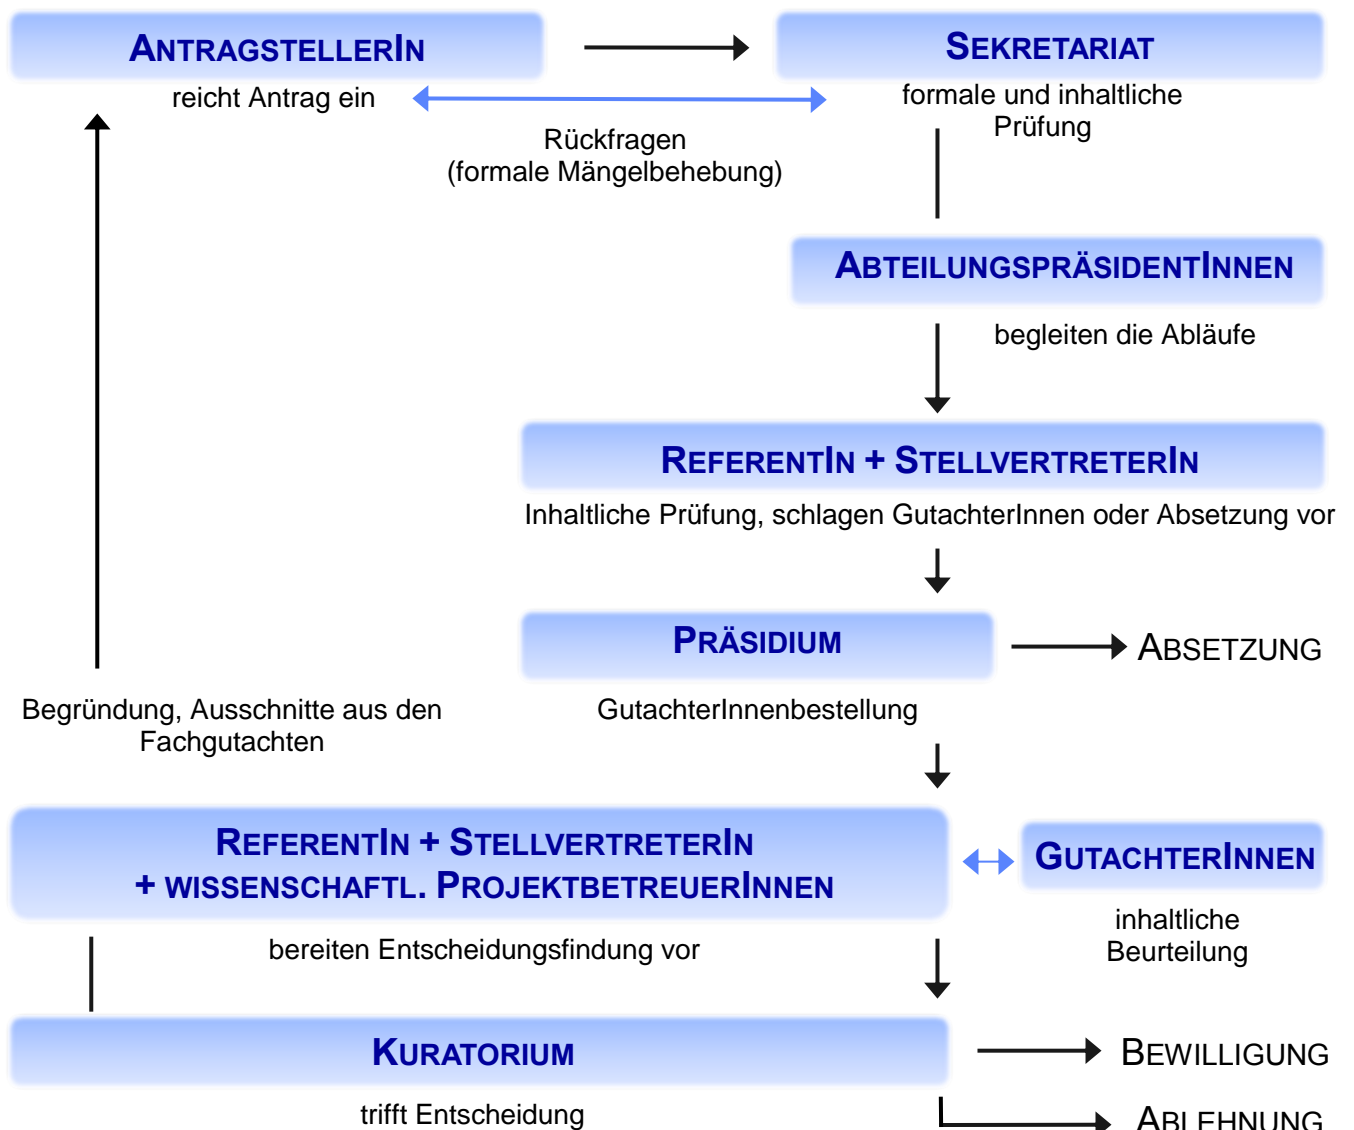 ANTRAGSTELLERIN
SEKRETARIAT
reicht Antrag ein
formale und inhaltliche
Prüfung
Rückfragen
(formale Mängelbehebung)
ABTEILUNGSPRÄSIDENTINNEN
begleiten die Abläufe
REFERENTIN + STELLVERTRETERIN
Inhaltliche Prüfung, schlagen GutachterInnen oder Absetzung vor
PRÄSIDIUM
ABSETZUNG
Begründung, Ausschnitte aus den
Fachgutachten
GutachterInnenbestellung
REFERENTIN + STELLVERTRETERIN
+ WISSENSCHAFTL. PROJEKTBETREUERINNEN
GUTACHTERINNEN
bereiten Entscheidungsfindung vor
inhaltliche
Beurteilung
KURATORIUM
BEWILLIGUNG
trifft Entscheidung
ABLEHNUNG